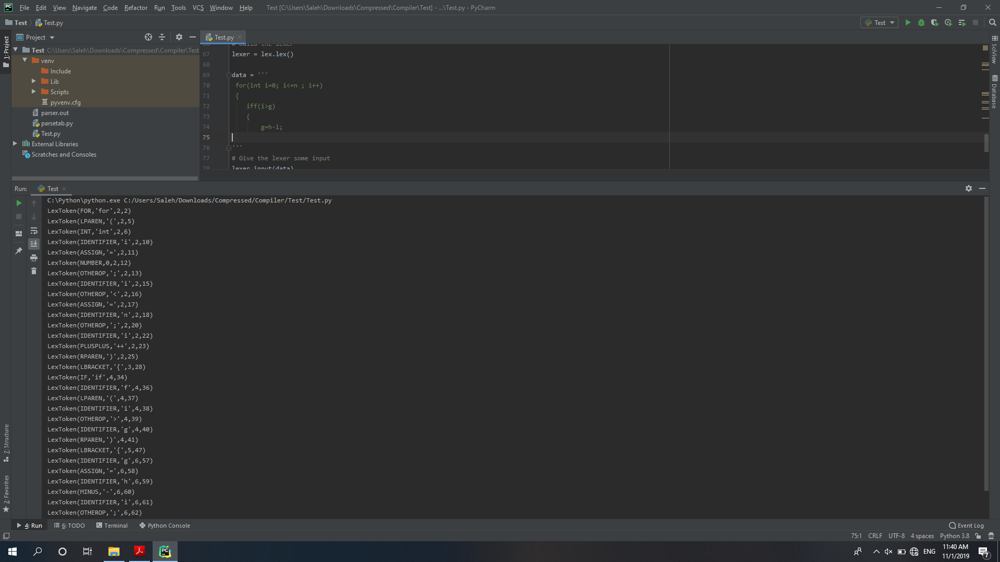 PC File Edit View Navigate Code Refactor Run Tools VCS Window Help Test [C:\Users\Saleh\Downloads\Compressed\Compiler\Test] - ...\Test.py - PyCharm
Test Test.py Test
1: Project
Project
Test C:\Users\Saleh\Downloads\Compressed\Compiler\Test
venv
Include
Lib
Scripts
pyvenv.cfg
parser.out
parsetab.py
Test.py
External Libraries
Scratches and Consoles
Test.py
# Build the lexer
67 lexer = lex.lex()
68
69 data = '''
70 for(int i=0; i<=n ; i++)
71 {
72 iff(i>g)
73 {
74 g=h-i;
75
76 '''
77 # Give the lexer some input
78 lexer.input(data)
SciView
Database
Run: Test
C:\Python\python.exe C:/Users/Saleh/Downloads/Compressed/Compiler/Test/Test.py
LexToken(FOR,'for',2,2)
LexToken(LPAREN,'(',2,5)
LexToken(INT,'int',2,6)
LexToken(IDENTIFIER,'i',2,10)
LexToken(ASSIGN,'=',2,11)
LexToken(NUMBER,0,2,12)
LexToken(OTHEROP,';',2,13)
LexToken(IDENTIFIER,'i',2,15)
LexToken(OTHEROP,'<',2,16)
LexToken(ASSIGN,'=',2,17)
LexToken(IDENTIFIER,'n',2,18)
LexToken(OTHEROP,';',2,20)
LexToken(IDENTIFIER,'i',2,22)
LexToken(PLUSPLUS,'++',2,23)
LexToken(RPAREN,')',2,25)
LexToken(LBRACKET,'{',3,28)
LexToken(IF,'if',4,34)
LexToken(IDENTIFIER,'f',4,36)
LexToken(LPAREN,'(',4,37)
LexToken(IDENTIFIER,'i',4,38)
LexToken(OTHEROP,'>',4,39)
LexToken(IDENTIFIER,'g',4,40)
LexToken(RPAREN,')',4,41)
LexToken(LBRACKET,'{',5,47)
LexToken(IDENTIFIER,'g',6,57)
LexToken(ASSIGN,'=',6,58)
LexToken(IDENTIFIER,'h',6,59)
LexToken(MINUS,'-',6,60)
LexToken(IDENTIFIER,'i',6,61)
LexToken(OTHEROP,';',6,62)
7: Structure
2: Favorites
4: Run 6: TODO Terminal Python Console Event Log
75:1 CRLF UTF-8 4 spaces Python 3.8
PC ENG 11:40 AM
11/1/2019 7